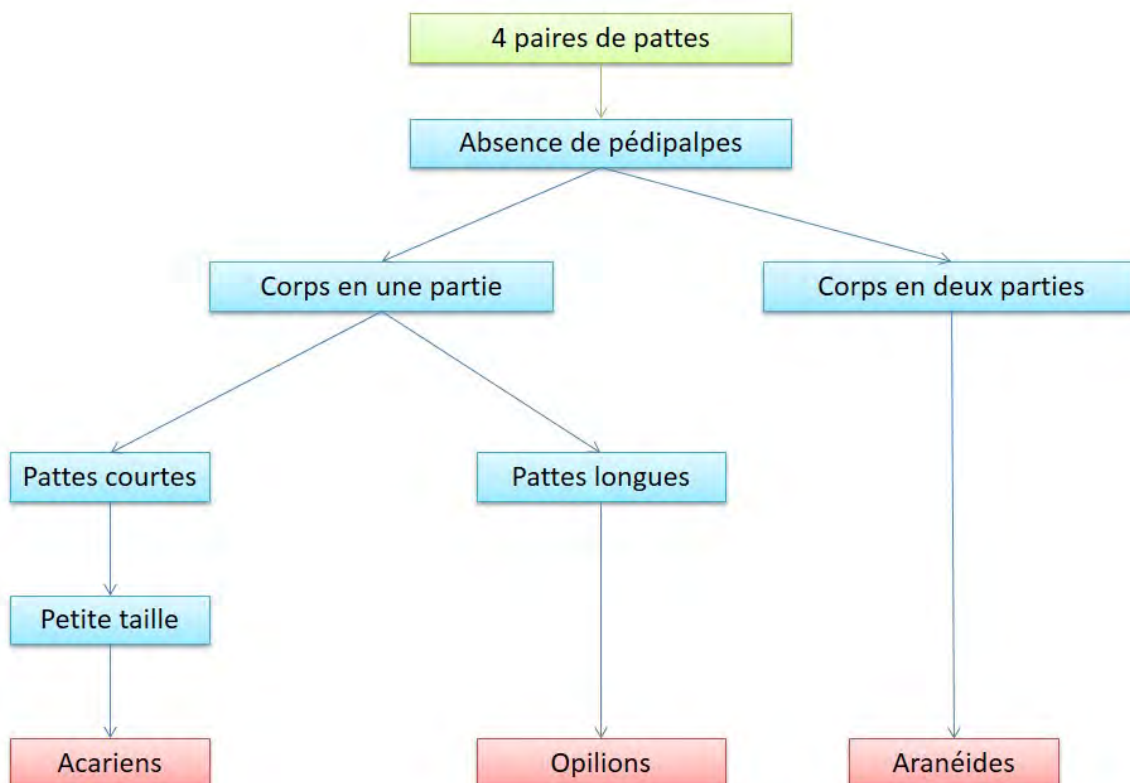 4 paires de pattes
Absence de pédipalpes
Corps en une partie
Corps en deux parties
Pattes courtes
Pattes longues
Petite taille
Acariens
Opilions
Aranéides